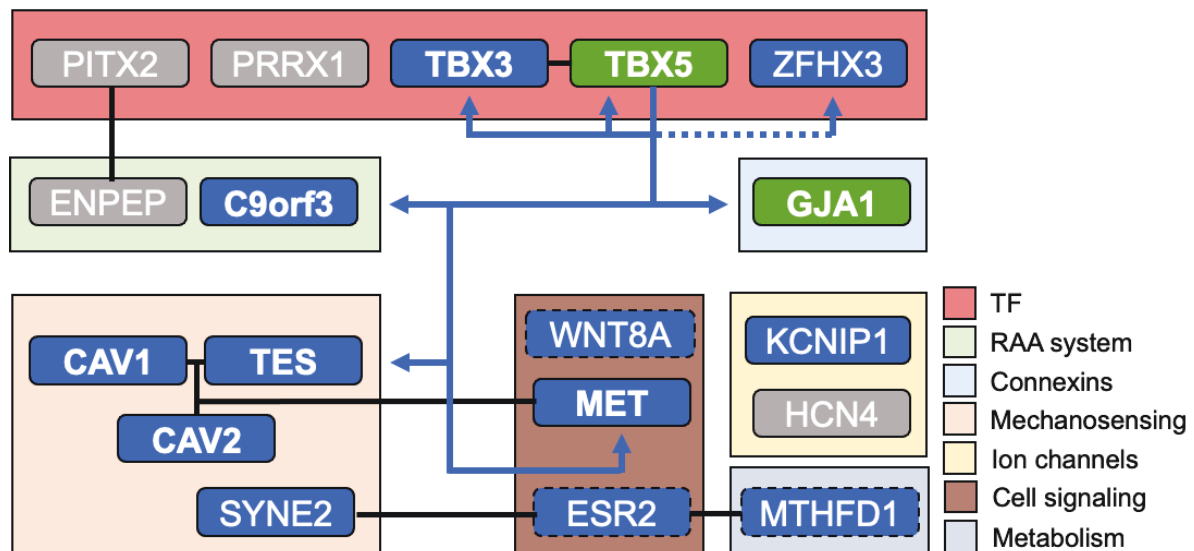 PITX2
PRRX1
TBX3
TBX5
ZFHX3
ENPEP
C9orf3
GJA1
CAV1
TES
CAV2
SYNE2
WNT8A
MET
ESR2
KCNIP1
HCN4
MTHFD1
TF
RAA system
Connexins
Mechanosensing
Ion channels
Cell signaling
Metabolism